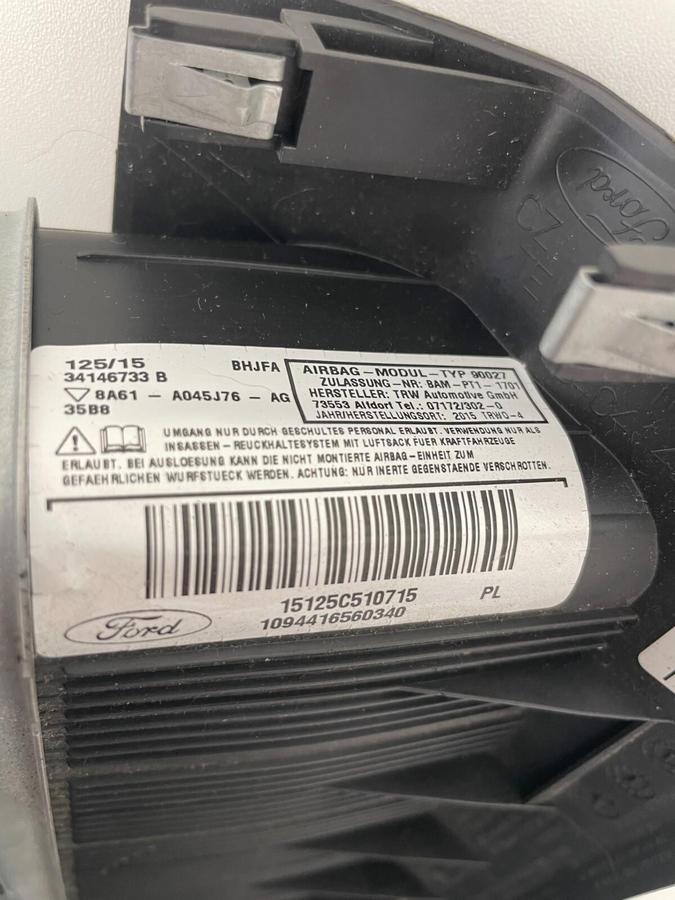 Ford
125/15
34146733 B
8A61 - A045J76 - AG
35B8
BHJFA
AIRBAG-MODUL-TYP 90027
ZULASSUNG-NR: BAM-PT1-1701
HERSTELLER: TRW Automotive GmbH
73553 Alfdorf Tel.: 07172/302-0
JAHR/HERSTELLUNGSORT: 2015 TRWO-4
UMGANG NUR DURCH GESCHULTES PERSONAL ERLAUBT. VERWENDUNG NUR ALS
INSASSEN-REUCKHALTESYSTEM MIT LUFTSACK FUER KRAFTFAHRZEUGE
ERLAUBT. BEI AUSLOESUNG KANN DIE NICHT MONTIERTE AIRBAG-EINHEIT ZUM
GEFAEHRLICHEN WURFSTUECK WERDEN. ACHTUNG: NUR INERTE GEGENSTAENDE VERSCHROTTEN.
15125C510715
PL
1094416560340
Ford